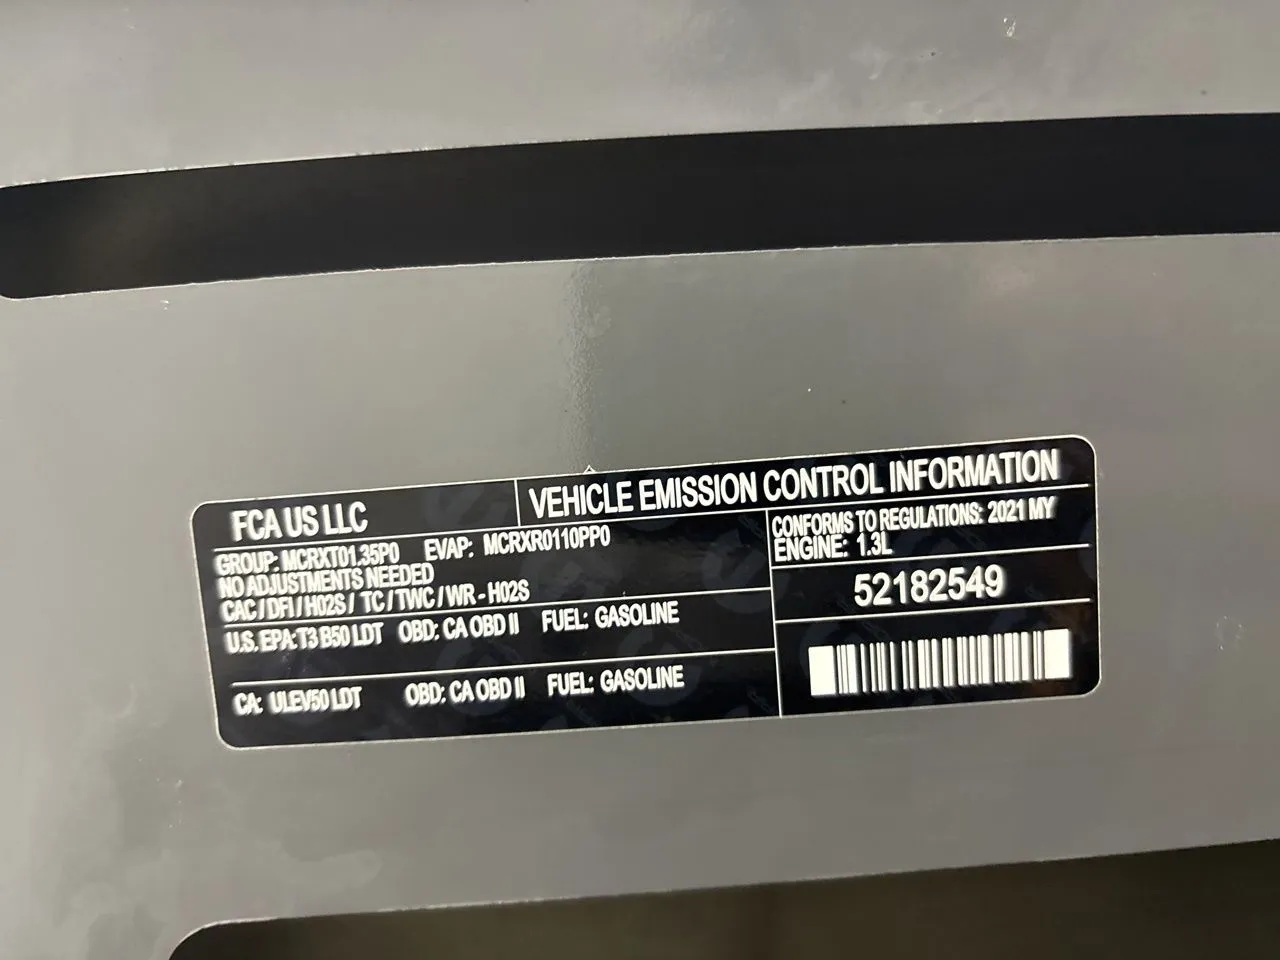 FCA US LLC
VEHICLE EMISSION CONTROL INFORMATION
GROUP: MCRXT01.35P0 EVAP: MCRXR0110PP0
NO ADJUSTMENTS NEEDED
CAC / DFI / H02S / TC / TWC / WR - H02S
U.S. EPA: T3 B50 LDT OBD: CA OBD II FUEL: GASOLINE
CA: ULEV50 LDT OBD: CA OBD II FUEL: GASOLINE
CONFORMS TO REGULATIONS: 2021 MY
ENGINE: 1.3L
52182549